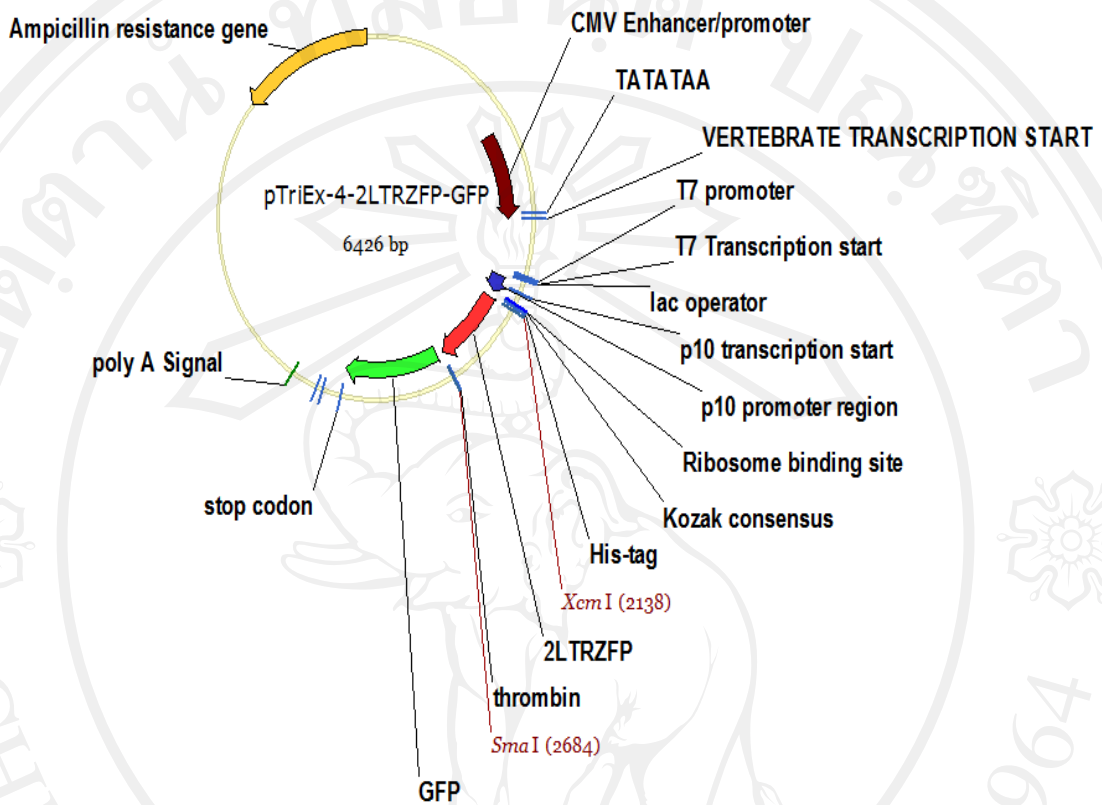 Ampicillin resistance gene
CMV Enhancer/promoter
TATATAA
VERTEBRATE TRANSCRIPTION START
pTriEx-4-2LTRZFP-GFP
6426 bp
T7 promoter
T7 Transcription start
lac operator
p10 transcription start
p10 promoter region
Ribosome binding site
Kozak consensus
His-tag
XcmI (2138)
2LTRZFP
thrombin
SmaI (2684)
GFP
stop codon
poly A Signal
964